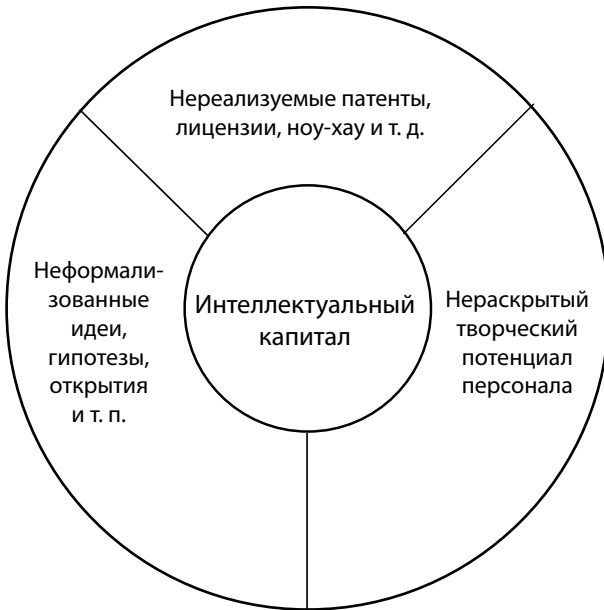 Нереализуемые патенты,
лицензии, ноу-хау и т. д.
Неформали-
зованные
идеи,
гипотезы,
открытия
и т. п.
Интеллектуальный
капитал
Нераскрытый
творческий
потенциал
персонала